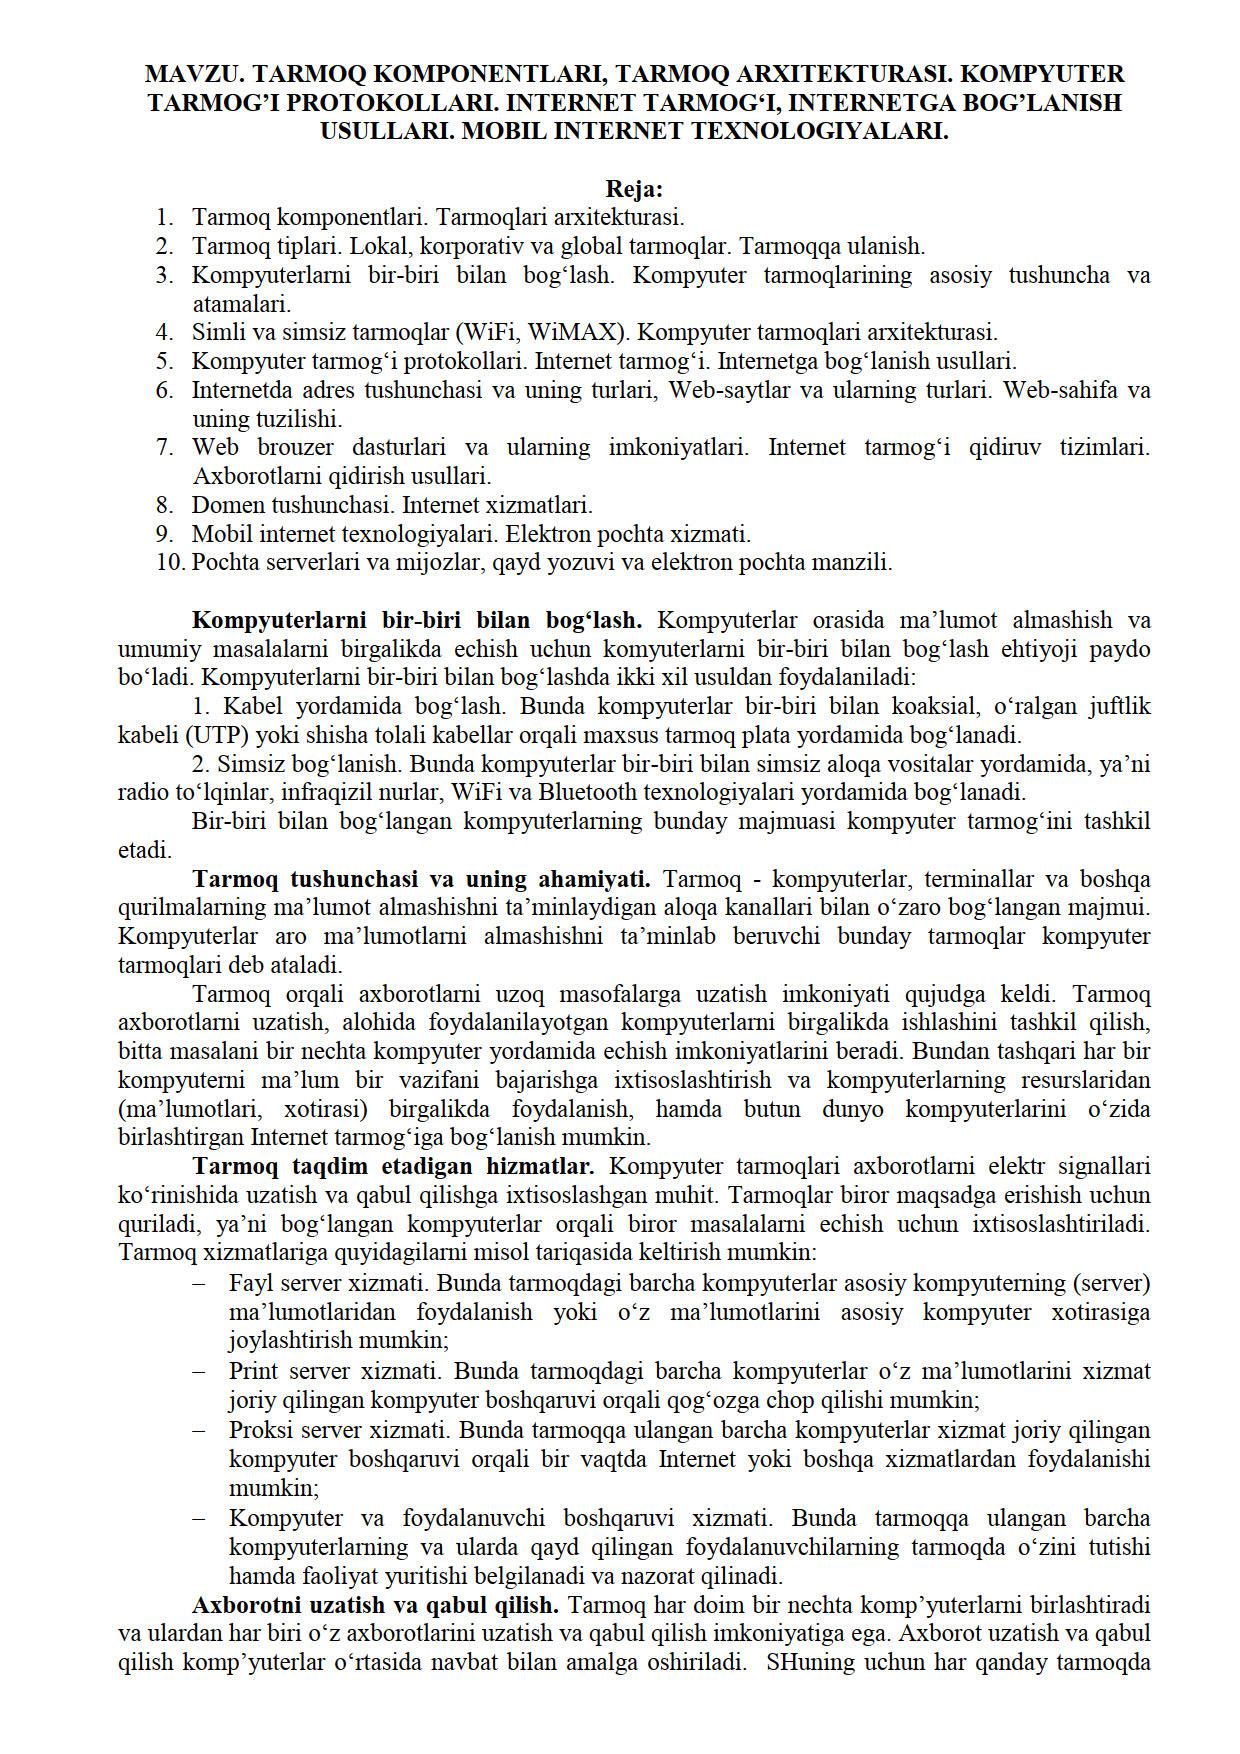 MAVZU. TARMOQ KOMPONENTLARI, TARMOQ ARXITEKTURASI. KOMPYUTER
TARMOG’I PROTOKOLLARI. INTERNET TARMOG‘I, INTERNETGA BOG’LANISH
USULLARI. MOBIL INTERNET TEXNOLOGIYALARI.
Reja:
1. Tarmoq komponentlari. Tarmoqlari arxitekturasi.
2. Tarmoq tiplari. Lokal, korporativ va global tarmoqlar. Tarmoqqa ulanish.
3. Kompyuterlarni bir-biri bilan bog‘lash. Kompyuter tarmoqlarining asosiy tushuncha va
atamalari.
4. Simli va simsiz tarmoqlar (WiFi, WiMAX). Kompyuter tarmoqlari arxitekturasi.
5. Kompyuter tarmog‘i protokollari. Internet tarmog‘i. Internetga bog‘lanish usullari.
6. Internetda adres tushunchasi va uning turlari, Web-saytlar va ularning turlari. Web-sahifa va
uning tuzilishi.
7. Web brouzer dasturlari va ularning imkoniyatlari. Internet tarmog‘i qidiruv tizimlari.
Axborotlarni qidirish usullari.
8. Domen tushunchasi. Internet xizmatlari.
9. Mobil internet texnologiyalari. Elektron pochta xizmati.
10. Pochta serverlari va mijozlar, qayd yozuvi va elektron pochta manzili.
Kompyuterlarni bir-biri bilan bog‘lash. Kompyuterlar orasida ma’lumot almashish va
umumiy masalalarni birgalikda echish uchun komyuterlarni bir-biri bilan bog‘lash ehtiyoji paydo
bo‘ladi. Kompyuterlarni bir-biri bilan bog‘lashda ikki xil usuldan foydalaniladi:
1. Kabel yordamida bog‘lash. Bunda kompyuterlar bir-biri bilan koaksial, o‘ralgan juftlik
kabeli (UTP) yoki shisha tolali kabellar orqali maxsus tarmoq plata yordamida bog‘lanadi.
2. Simsiz bog‘lanish. Bunda kompyuterlar bir-biri bilan simsiz aloqa vositalar yordamida, ya’ni
radio to‘lqinlar, infraqizil nurlar, WiFi va Bluetooth texnologiyalari yordamida bog‘lanadi.
Bir-biri bilan bog‘langan kompyuterlarning bunday majmuasi kompyuter tarmog‘ini tashkil
etadi.
Tarmoq tushunchasi va uning ahamiyati. Tarmoq - kompyuterlar, terminallar va boshqa
qurilmalarning ma’lumot almashishni ta’minlaydigan aloqa kanallari bilan o‘zaro bog‘langan majmui.
Kompyuterlar aro ma’lumotlarni almashishni ta’minlab beruvchi bunday tarmoqlar kompyuter
tarmoqlari deb ataladi.
Tarmoq orqali axborotlarni uzoq masofalarga uzatish imkoniyati qujudga keldi. Tarmoq
axborotlarni uzatish, alohida foydalanilayotgan kompyuterlarni birgalikda ishlashini tashkil qilish,
bitta masalani bir nechta kompyuter yordamida echish imkoniyatlarini beradi. Bundan tashqari har bir
kompyuterni ma’lum bir vazifani bajarishga ixtisoslashtirish va kompyuterlarning resurslaridan
(ma’lumotlari, xotirasi) birgalikda foydalanish, hamda butun dunyo kompyuterlarini o‘zida
birlashtirgan Internet tarmog‘iga bog‘lanish mumkin.
Tarmoq taqdim etadigan hizmatlar. Kompyuter tarmoqlari axborotlarni elektr signallari
ko‘rinishida uzatish va qabul qilishga ixtisoslashgan muhit. Tarmoqlar biror maqsadga erishish uchun
quriladi, ya’ni bog‘langan kompyuterlar orqali biror masalalarni echish uchun ixtisoslashtiriladi.
Tarmoq xizmatlariga quyidagilarni misol tariqasida keltirish mumkin:
– Fayl server xizmati. Bunda tarmoqdagi barcha kompyuterlar asosiy kompyuterning (server)
ma’lumotlaridan foydalanish yoki o‘z ma’lumotlarini asosiy kompyuter xotirasiga
joylashtirish mumkin;
– Print server xizmati. Bunda tarmoqdagi barcha kompyuterlar o‘z ma’lumotlarini xizmat
joriy qilingan kompyuter boshqaruvi orqali qog‘ozga chop qilishi mumkin;
– Proksi server xizmati. Bunda tarmoqqa ulangan barcha kompyuterlar xizmat joriy qilingan
kompyuter boshqaruvi orqali bir vaqtda Internet yoki boshqa xizmatlardan foydalanishi
mumkin;
– Kompyuter va foydalanuvchi boshqaruvi xizmati. Bunda tarmoqqa ulangan barcha
kompyuterlarning va ularda qayd qilingan foydalanuvchilarning tarmoqda o‘zini tutishi
hamda faoliyat yuritishi belgilanadi va nazorat qilinadi.
Axborotni uzatish va qabul qilish. Tarmoq har doim bir nechta komp’yuterlarni birlashtiradi
va ulardan har biri o‘z axborotlarini uzatish va qabul qilish imkoniyatiga ega. Axborot uzatish va qabul
qilish komp’yuterlar o‘rtasida navbat bilan amalga oshiriladi. SHuning uchun har qanday tarmoqda